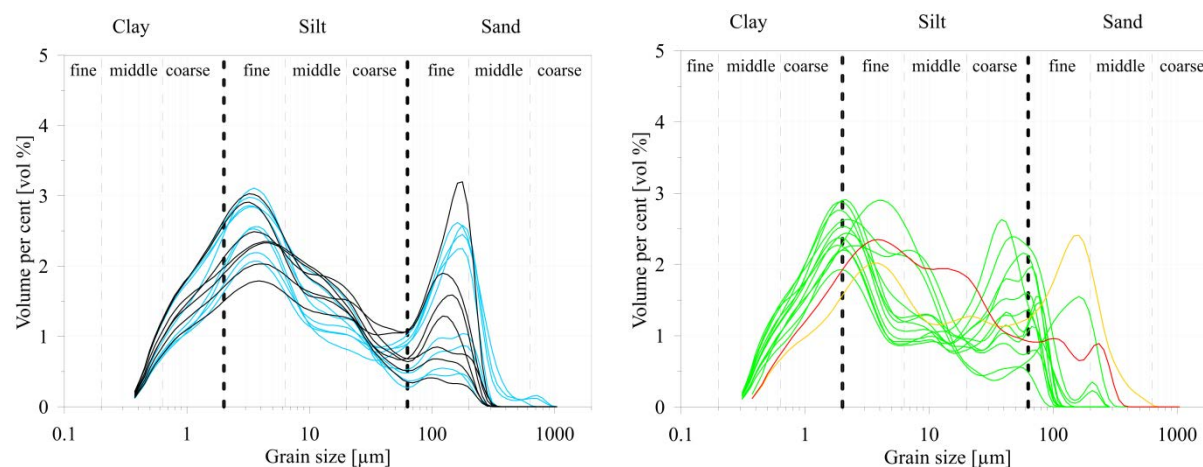 Clay Silt Sand
fine middle coarse fine middle coarse fine middle coarse
5
4
3
2
1
0
Volume per cent [vol %]
0.1 1 10 100 1000
Grain size [µm]
Clay Silt Sand
fine middle coarse fine middle coarse fine middle coarse
5
4
3
2
1
0
Volume per cent [vol %]
0.1 1 10 100 1000
Grain size [µm]